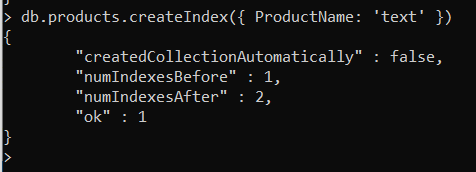 > db.products.createIndex({ ProductName: 'text' })
{
        "createdCollectionAutomatically" : false,
        "numIndexesBefore" : 1,
        "numIndexesAfter" : 2,
        "ok" : 1
}
>